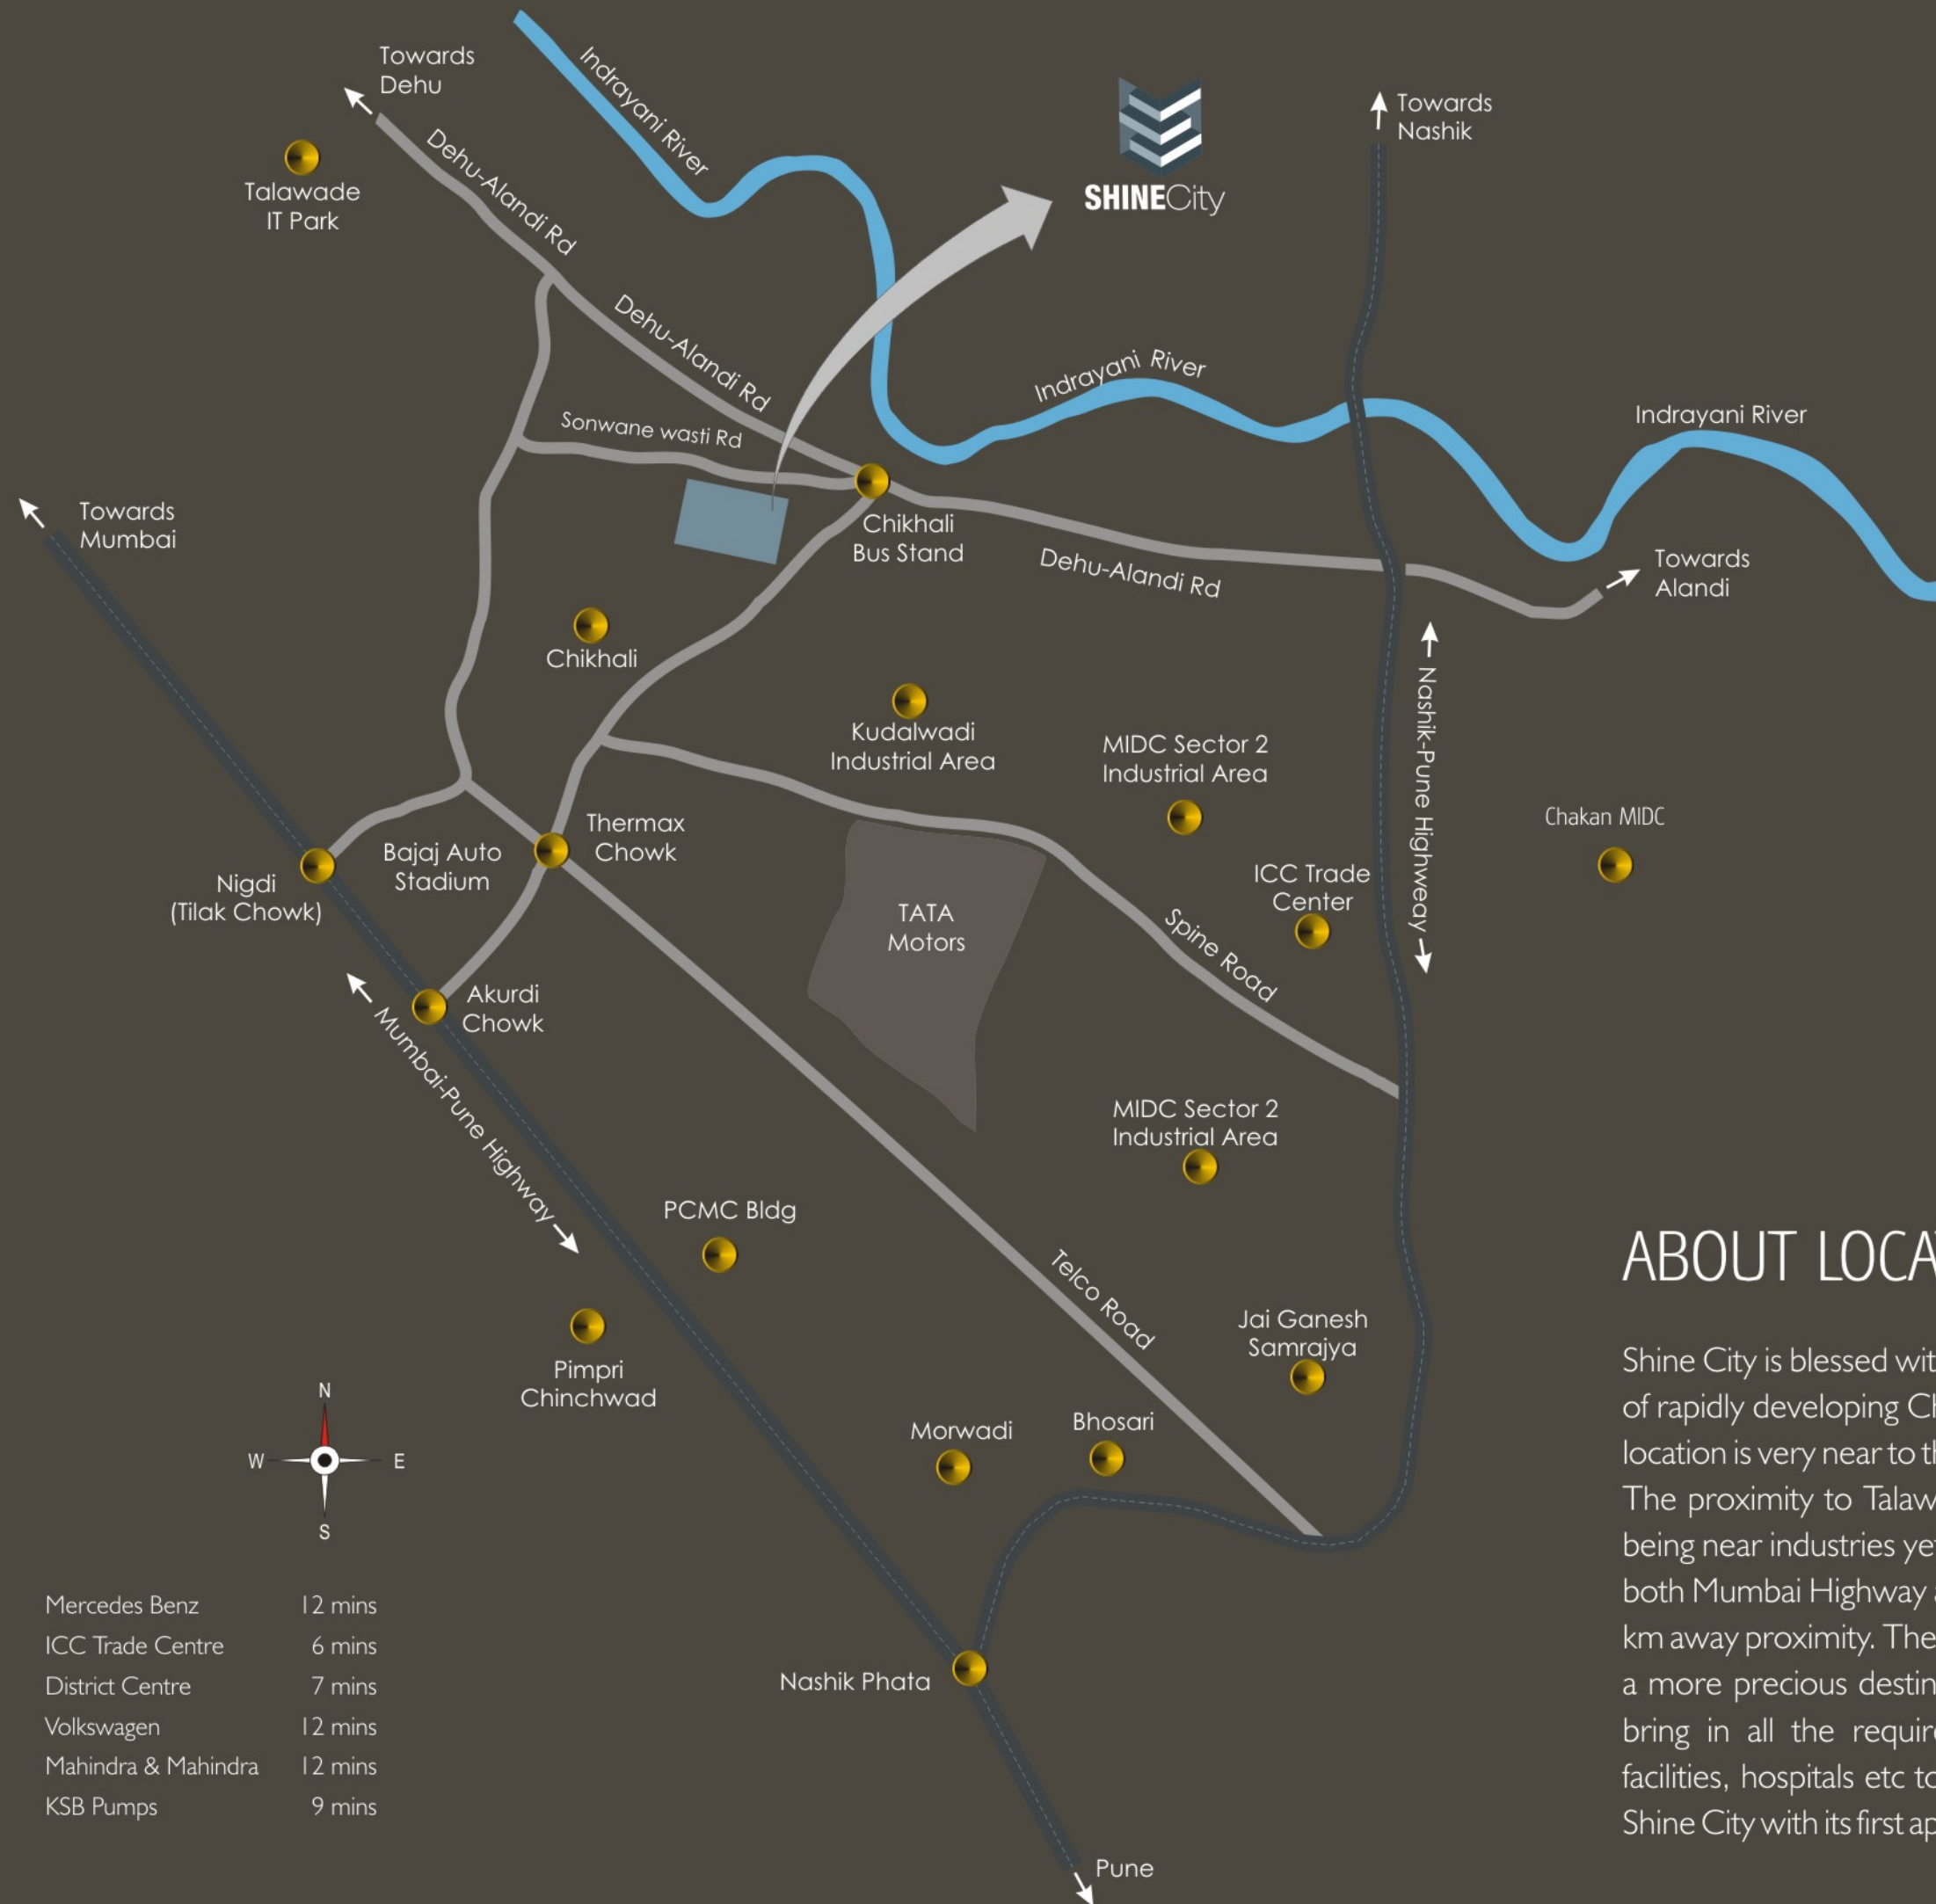 Towards
Dehu
Indrayani River
SHINECity
Towards
Nashik
Talawade
IT Park
Dehu-Alandi Rd
Dehu-Alandi Rd
Sonwane wasti Rd
Indrayani River
Indrayani River
Towards
Mumbai
Chikhali
Bus Stand
Dehu-Alandi Rd
Towards
Alandi
Chikhali
Kudalwadi
Industrial Area
MIDC Sector 2
Industrial Area
Nashik-Pune Highweay
Chakan MIDC
Thermax
Chowk
Bajaj Auto
Stadium
Nigdi
(Tilak Chowk)
ICC Trade
Center
TATA
Motors
Spine Road
Akurdi
Chowk
Mumbai-Pune Highway
MIDC Sector 2
Industrial Area
PCMC Bldg
Telco Road
Jai Ganesh
Samrajya
Pimpri
Chinchwad
Morwadi
Bhosari
N
W
E
S
Nashik Phata
Pune
Mercedes Benz 12 mins
ICC Trade Centre 6 mins
District Centre 7 mins
Volkswagen 12 mins
Mahindra & Mahindra 12 mins
KSB Pumps 9 mins
ABOUT
Shine City is blessed
of rapidly developing
location is very near to
The proximity to
being near industries
both Mumbai Highway
km away proximity. The
a more precious
bring in all the
facilities, hospitals etc
Shine City with its first